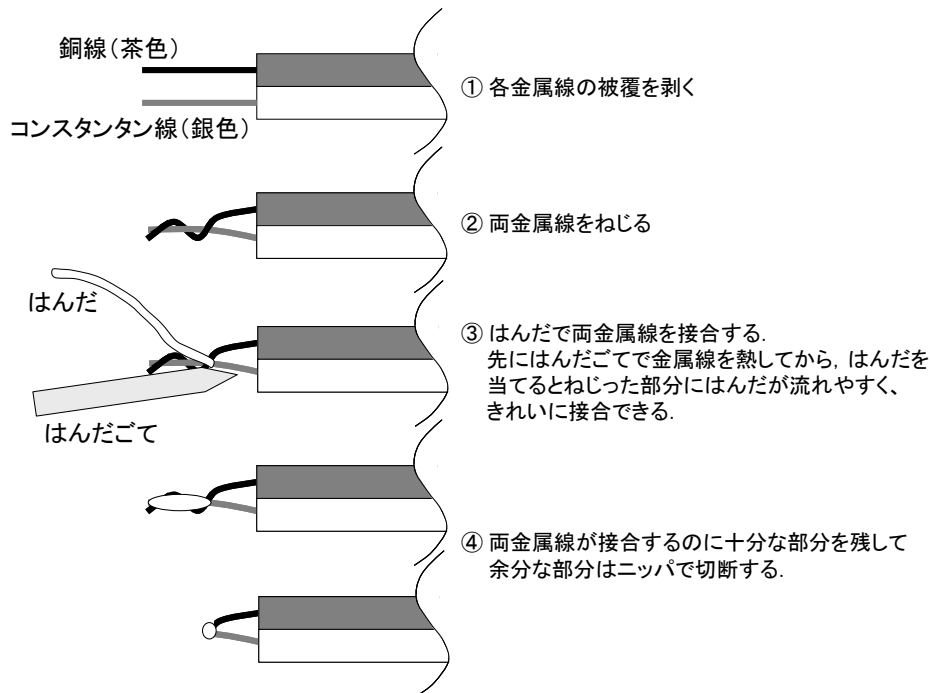 銅線（茶色）
① 各金属線の被覆を剥く
コンスタンタン線（銀色）
② 両金属線をねじる
はんだ
③ はんだで両金属線を接合する．
先にはんだごてで金属線を熱してから，はんだを
当てるとねじった部分にはんだが流れやすく、
きれいに接合できる．
はんだごて
④ 両金属線が接合するのに十分な部分を残して
余分な部分はニッパで切断する．